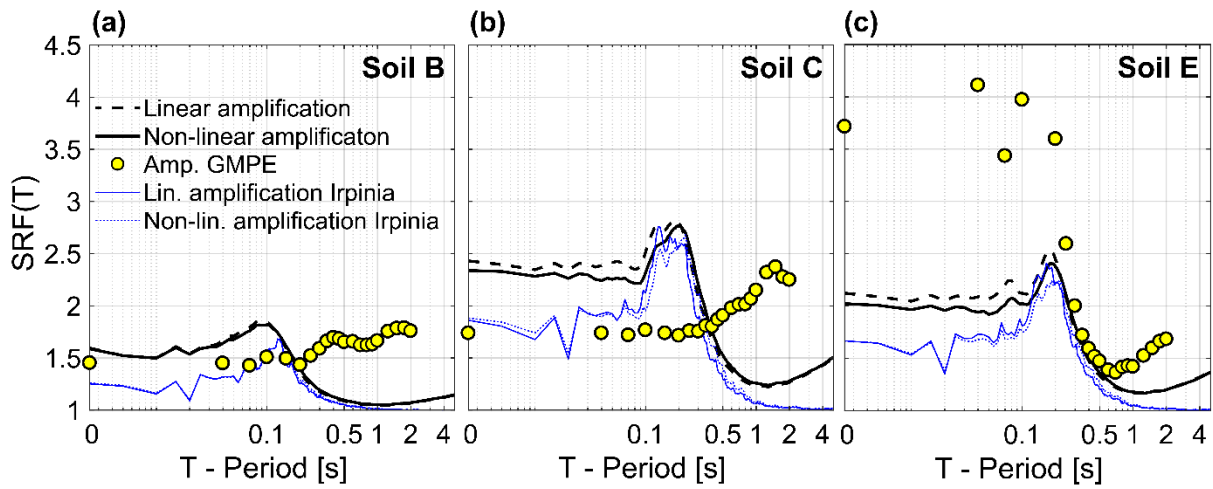 (a)
(b)
(c)
Soil B
Soil C
Soil E
Linear amplification
Non-linear amplificaton
Amp. GMPE
Lin. amplification Irpinia
Non-lin. amplification Irpinia
SRF(T)
4.5
4
3.5
3
2.5
2
1.5
1
0 0.1 0.5 1 2 4
0 0.1 0.5 1 2 4
0 0.1 0.5 1 2 4
T - Period [s]
T - Period [s]
T - Period [s]